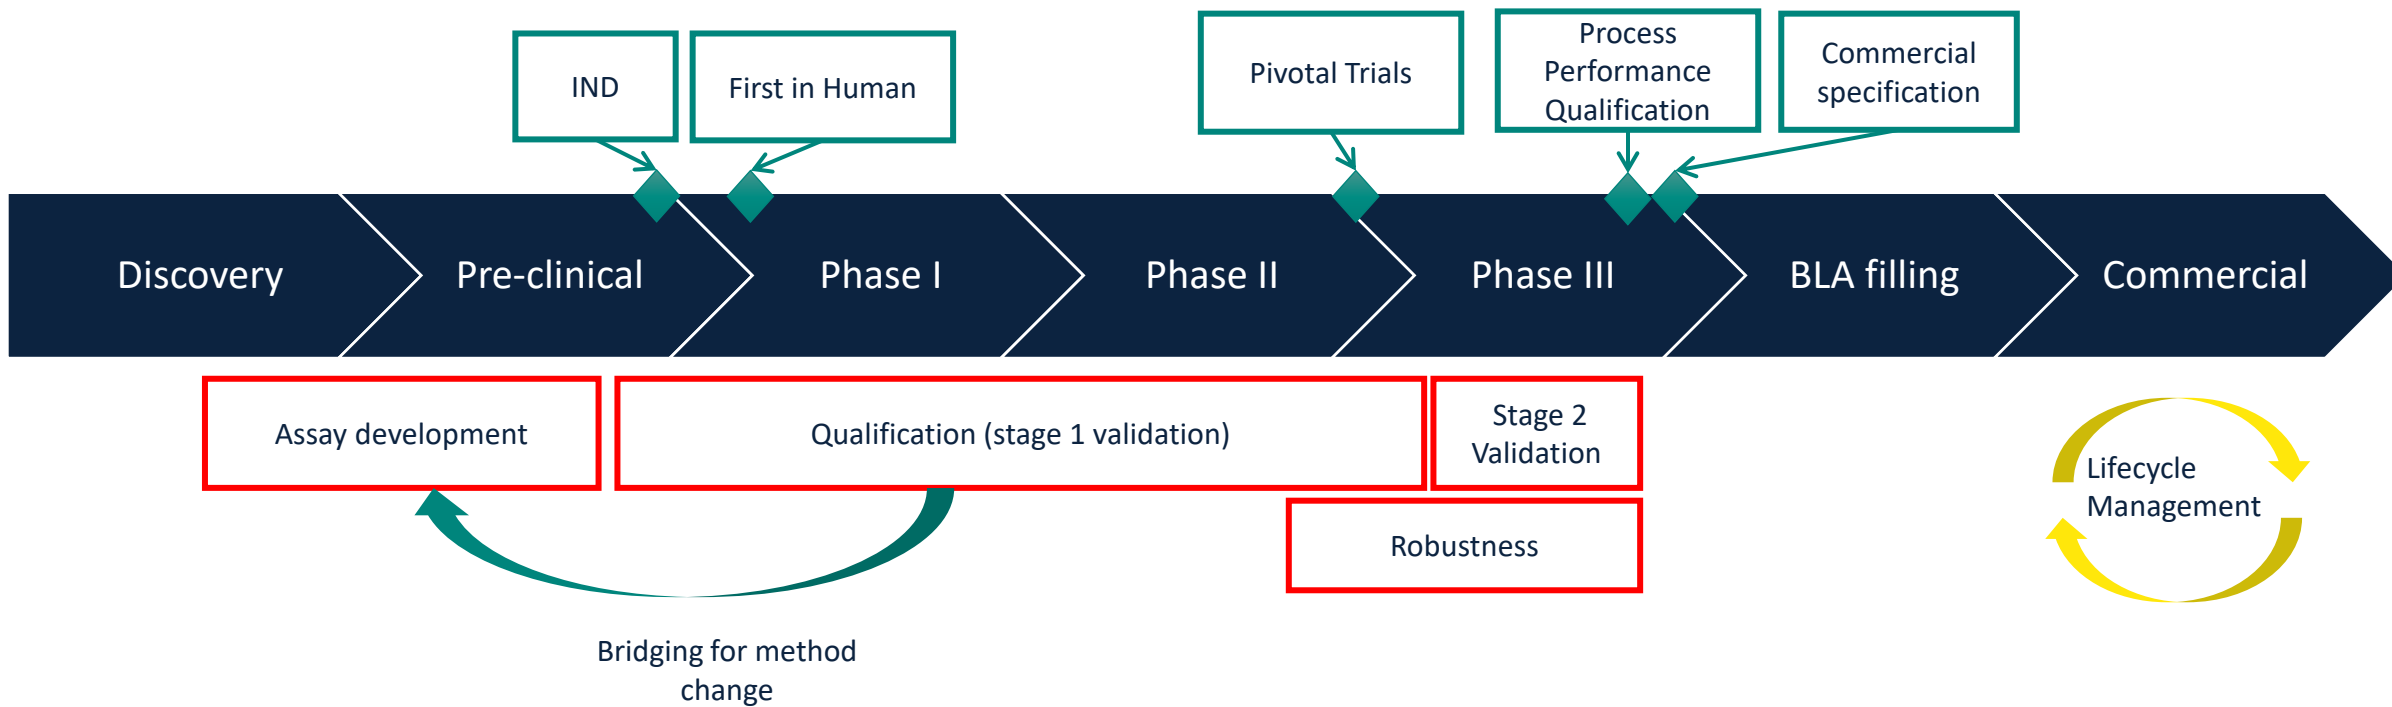 IND
First in Human
Pivotal Trials
Process
Performance
Qualification
Commercial
specification
Discovery
Pre-clinical
Phase I
Phase II
Phase III
BLA filling
Commercial
Assay development
Qualification (stage 1 validation)
Stage 2
Validation
Robustness
Lifecycle
Management
Bridging for method
change